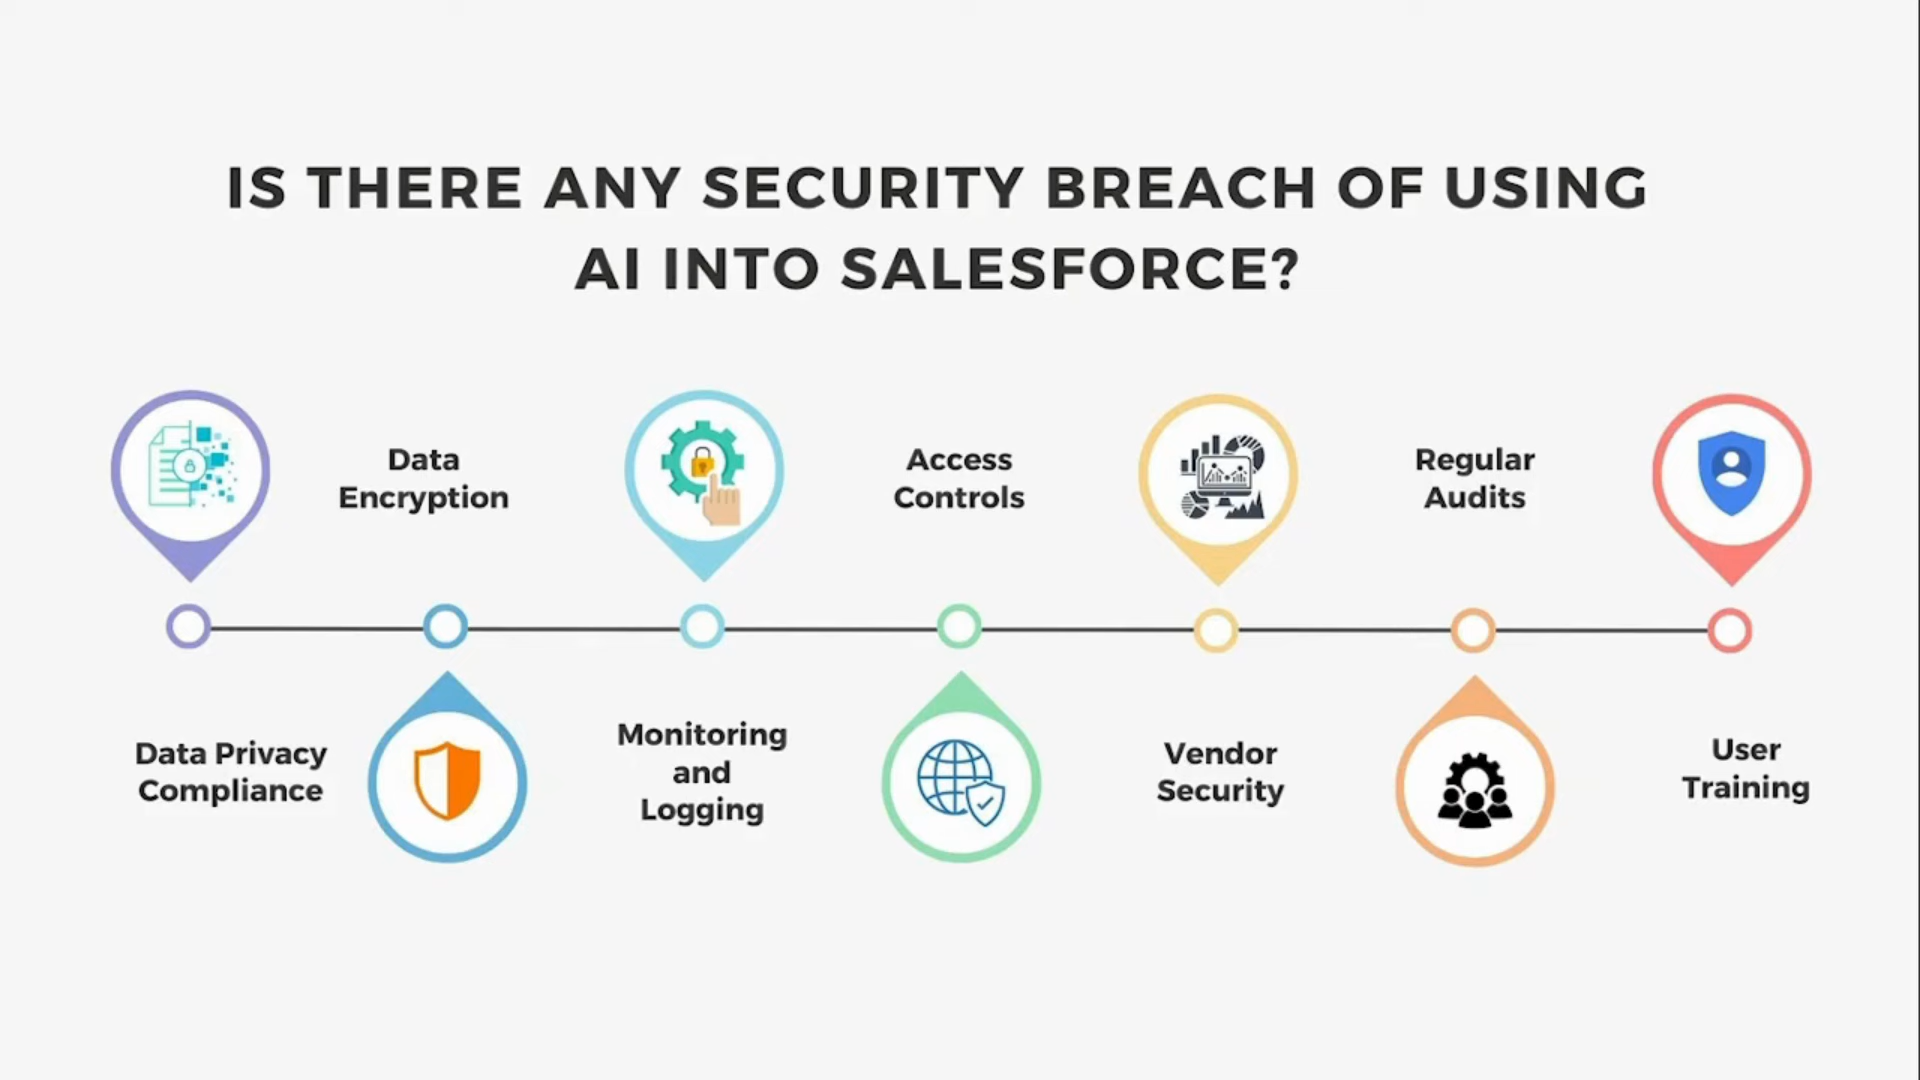 IS THERE ANY SECURITY BREACH OF USING
AI INTO SALESFORCE?
Data Privacy
Compliance
Data
Encryption
Monitoring
and
Logging
Access
Controls
Vendor
Security
Regular
Audits
User
Training